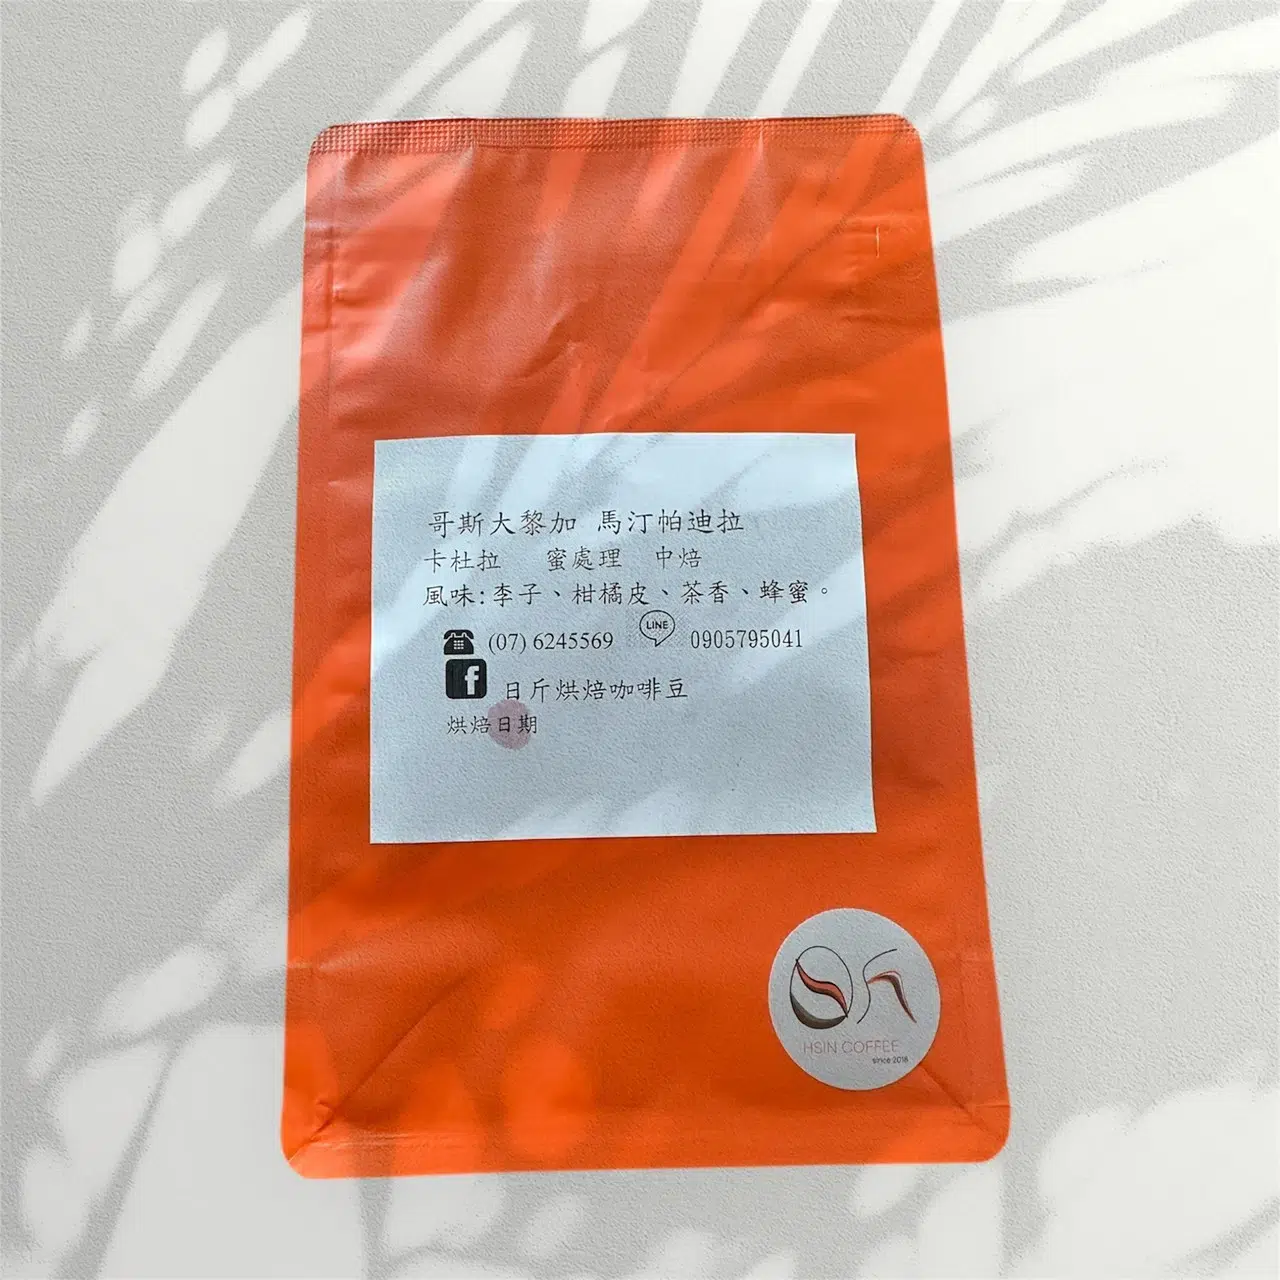 哥斯大黎加 馬汀帕迪拉
卡杜拉 蜜處理 中焙
風味:李子、柑橘皮、茶香、蜂蜜。
(07) 6245569 LINE 0905795041
f 日斤烘焙咖啡豆
烘焙日期
日斤
HSIN COFFEE
since 2018